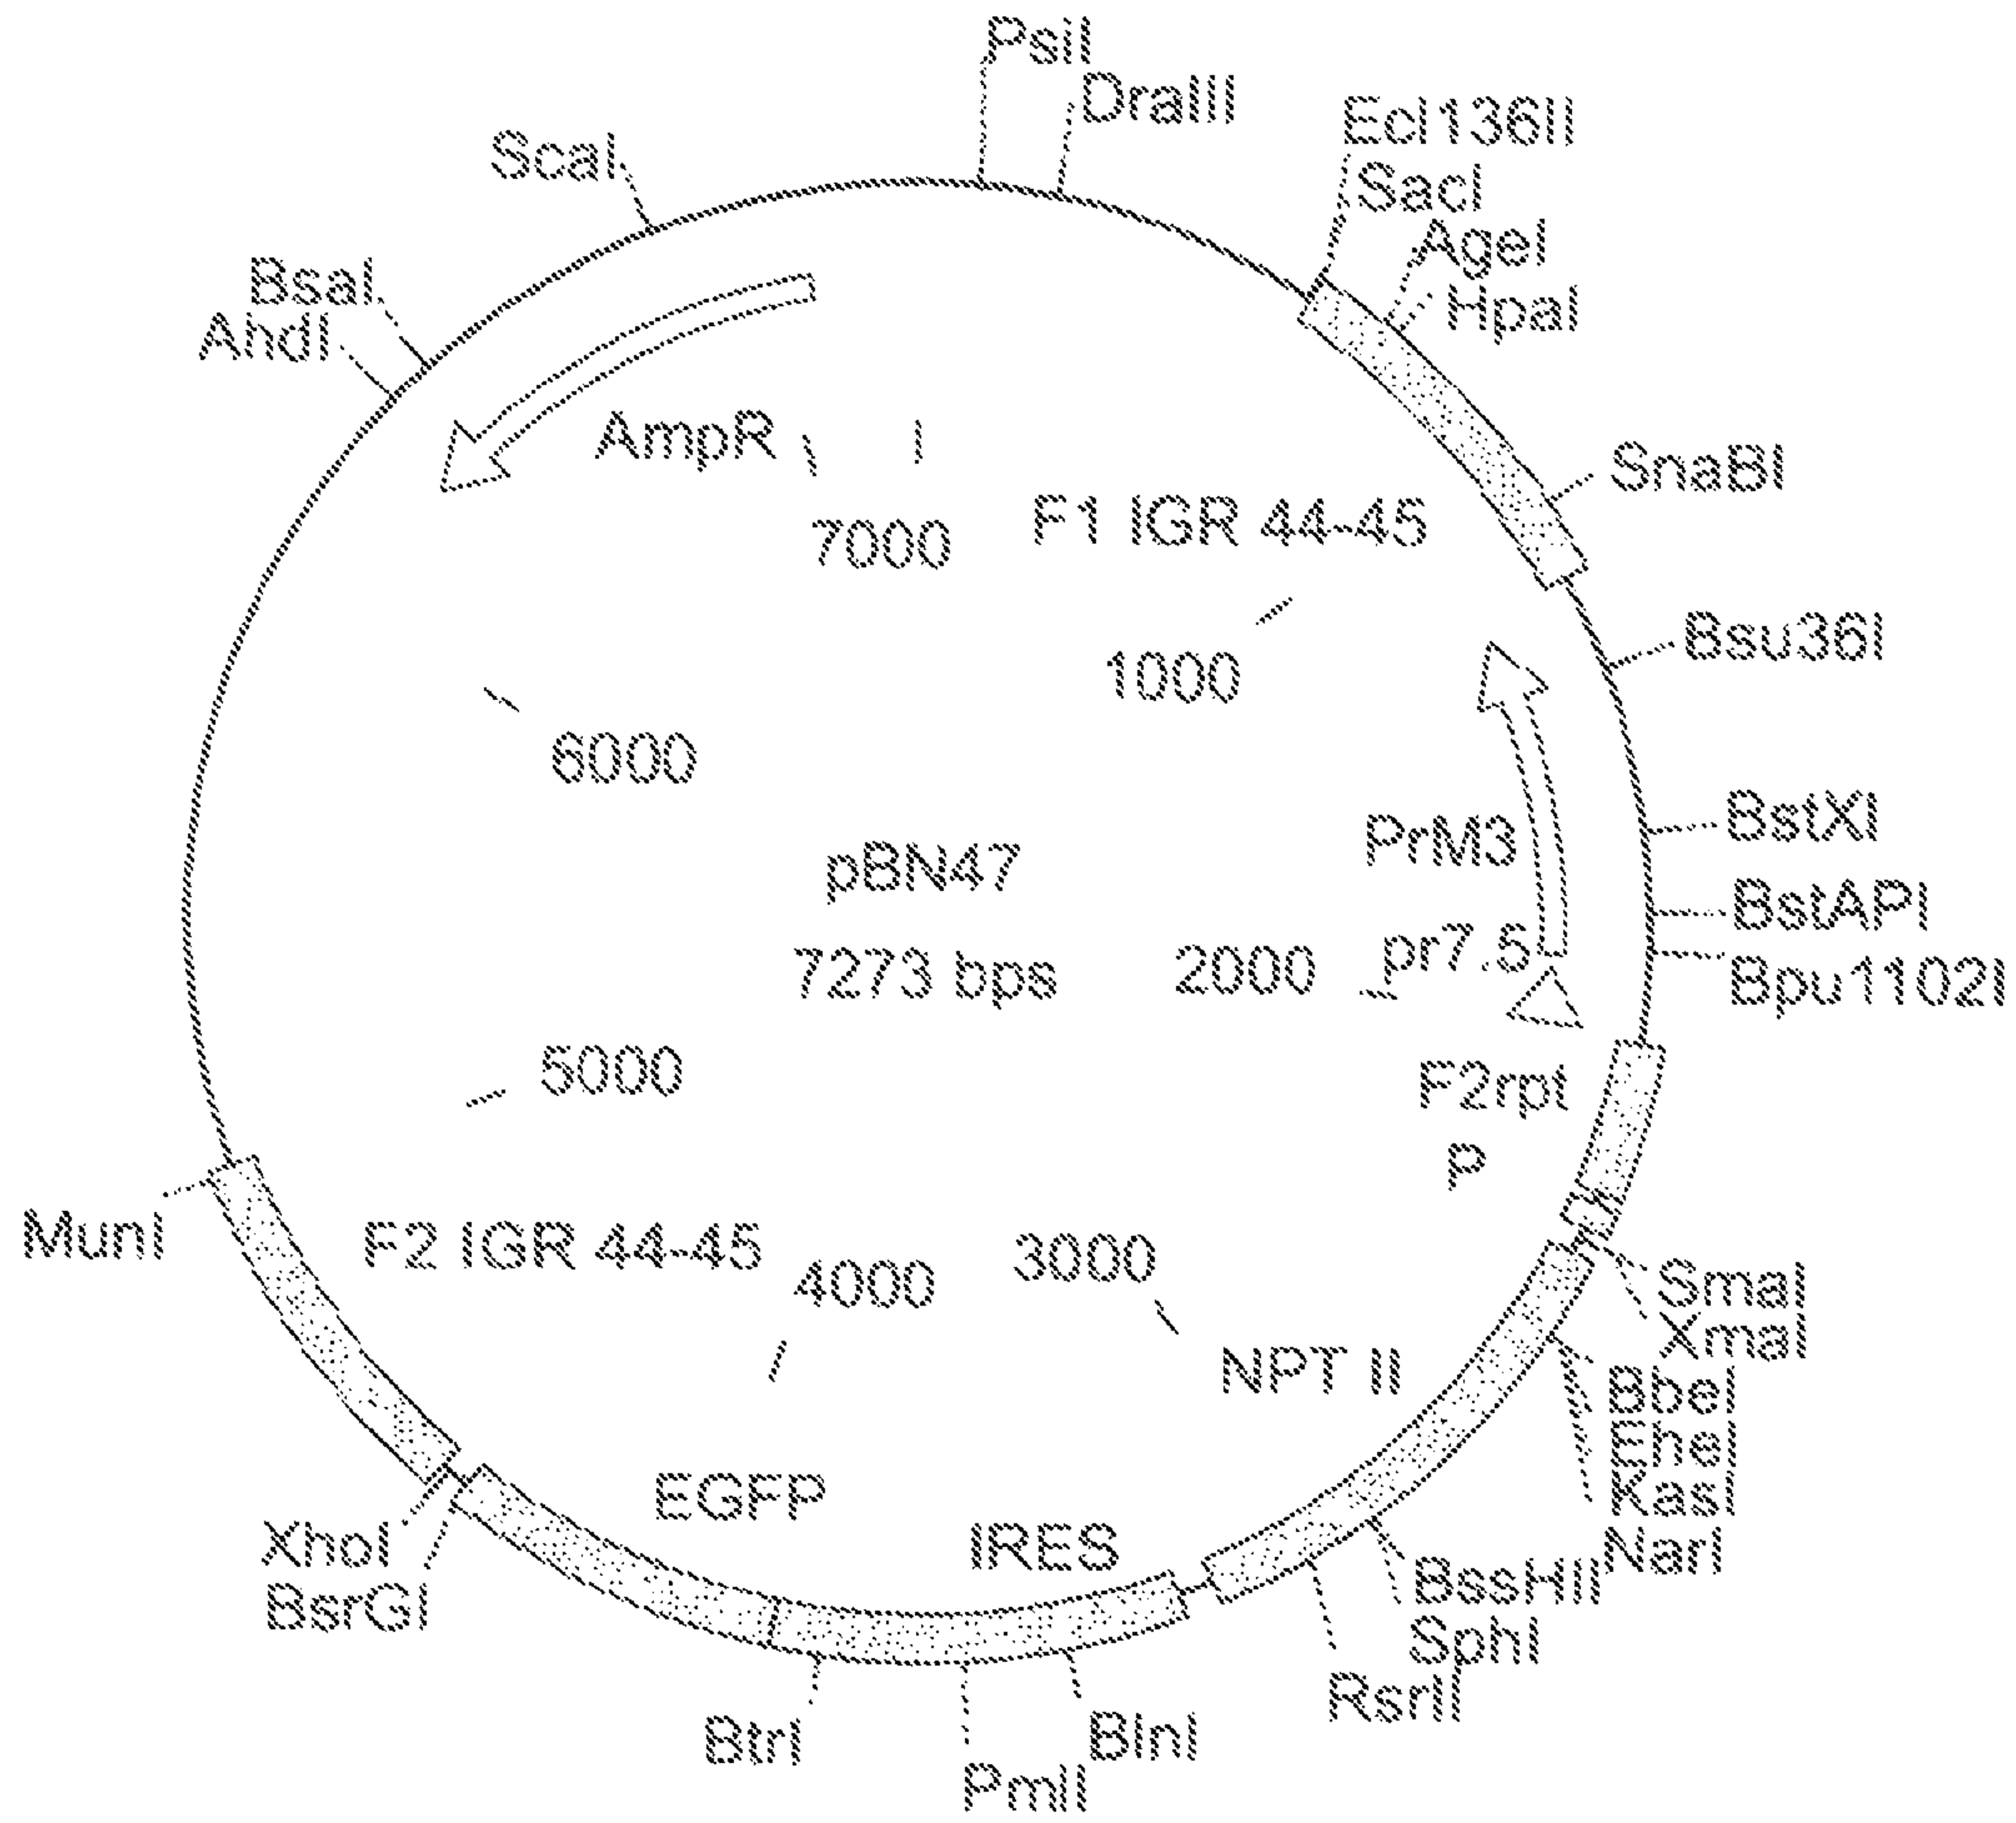 PsiI
DraIII
Ecl136II
SacI
AgeI
HpaI
ScaI
BsaI
AhdI
AmpR
7000
F1 IGR 44-45
SnaBI
1000
Bsu36I
6000
PrM3
BstXI
pBN47
7273 bps
2000
pr7.5
BstAPI
Bpu1102I
5000
F2rpt
P
MunI
F2 IGR 44-45
4000
3000
NPT II
SmaI
XmaI
BbeI
EheI
KasI
NarI
EGFP
IRES
XhoI
BsrGI
BssHII
SphI
RsrII
BtrI
PmlI
BlnI